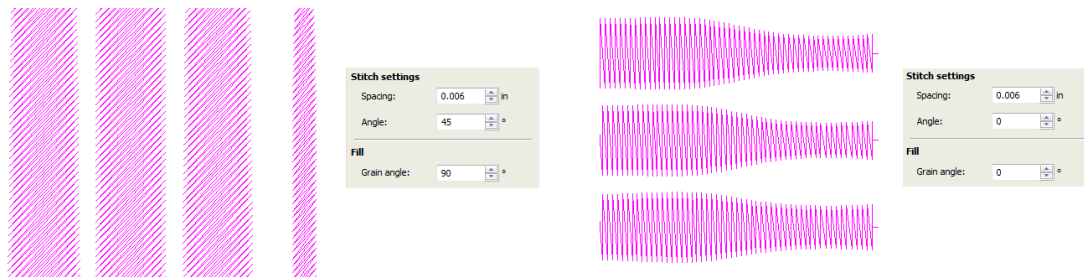 Stitch settings
Spacing: 0.006 in
Angle: 45 °
Fill
Grain angle: 90 °
Stitch settings
Spacing: 0.006 in
Angle: 0 °
Fill
Grain angle: 0 °